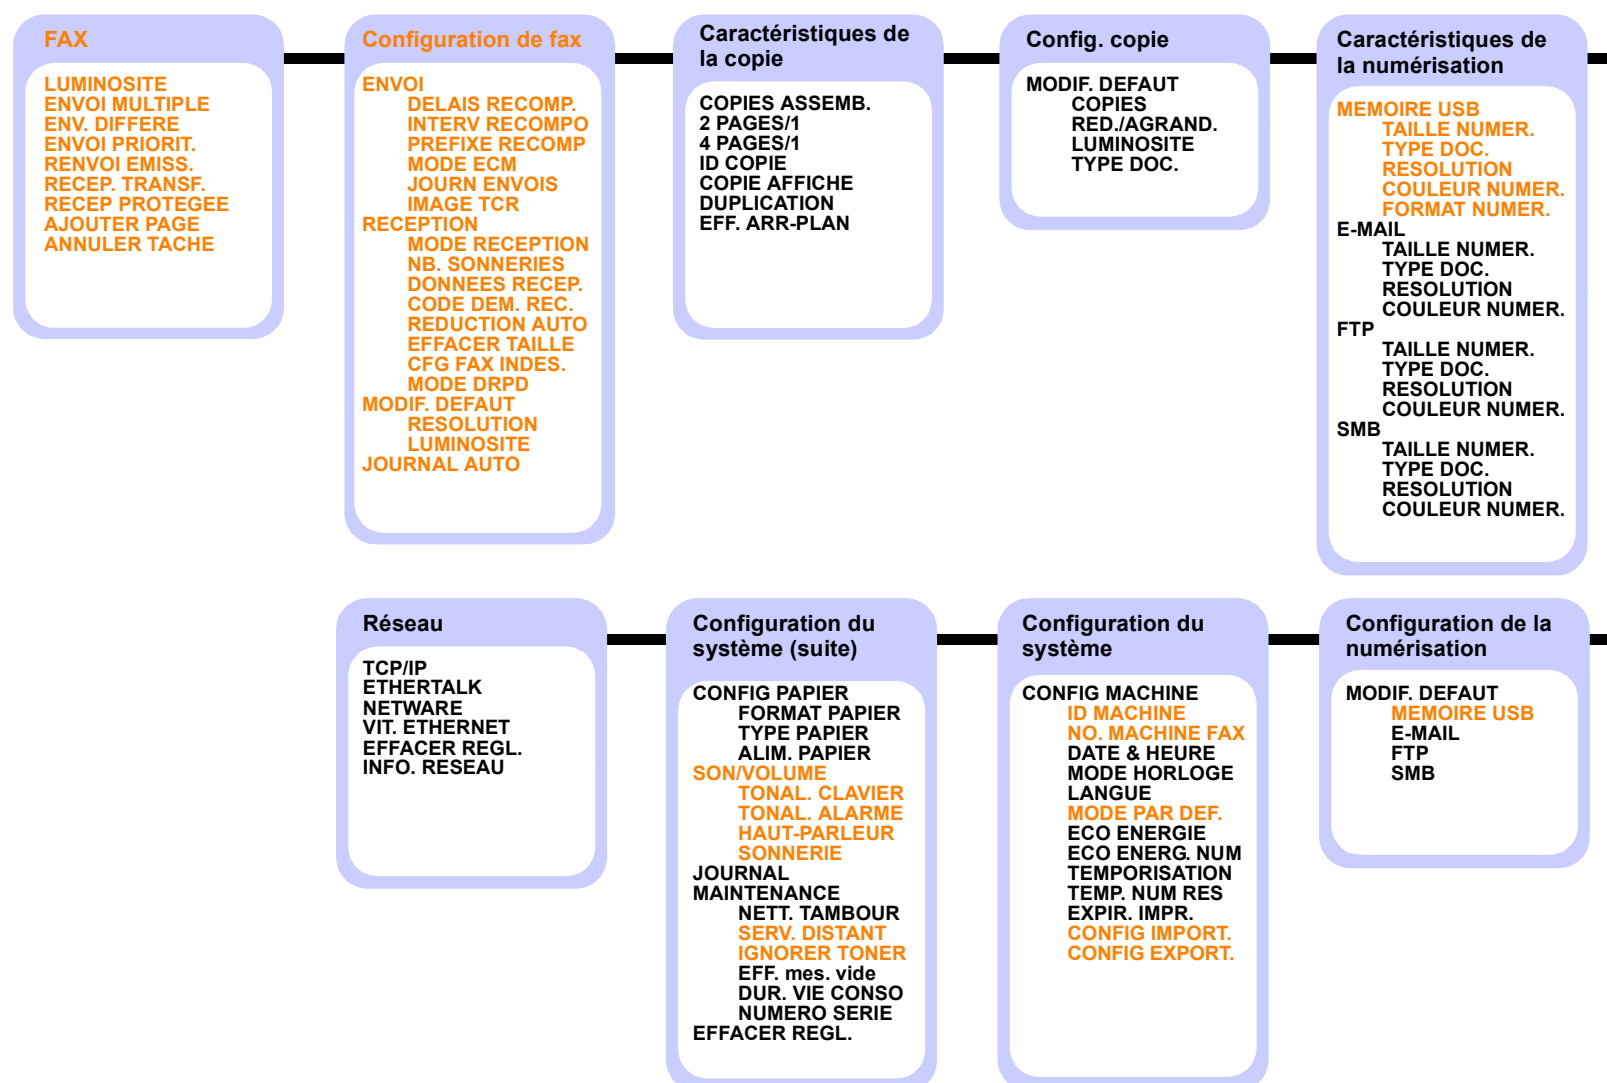 FAX
LUMINOSITE
ENVOI MULTIPLE
ENV. DIFFERE
ENVOI PRIORIT.
RENVOI EMISS.
RECEP. TRANSF.
RECEP PROTEGEE
AJOUTER PAGE
ANNULER TACHE
Configuration de fax
ENVOI
DELAIS RECOMP.
INTERV RECOMPO
PREFIXE RECOMP
MODE ECM
JOURN ENVOIS
IMAGE TCR
RECEPTION
MODE RECEPTION
NB. SONNERIES
DONNEES RECEP.
CODE DEM. REC.
REDUCTION AUTO
EFFACER TAILLE
CFG FAX INDES.
MODE DRPD
MODIF. DEFAUT
RESOLUTION
LUMINOSITE
JOURNAL AUTO
Caractéristiques de
la copie
COPIES ASSEMB.
2 PAGES/1
4 PAGES/1
ID COPIE
COPIE AFFICHE
DUPLICATION
EFF. ARR-PLAN
Config. copie
MODIF. DEFAUT
COPIES
RED./AGRAND.
LUMINOSITE
TYPE DOC.
Caractéristiques de
la numérisation
MEMOIRE USB
TAILLE NUMER.
TYPE DOC.
RESOLUTION
COULEUR NUMER.
FORMAT NUMER.
E-MAIL
TAILLE NUMER.
TYPE DOC.
RESOLUTION
COULEUR NUMER.
FTP
TAILLE NUMER.
TYPE DOC.
RESOLUTION
COULEUR NUMER.
SMB
TAILLE NUMER.
TYPE DOC.
RESOLUTION
COULEUR NUMER.
Réseau
TCP/IP
ETHERTALK
NETWARE
VIT. ETHERNET
EFFACER REGL.
INFO. RESEAU
Configuration du
système (suite)
CONFIG PAPIER
FORMAT PAPIER
TYPE PAPIER
ALIM. PAPIER
SON/VOLUME
TONAL. CLAVIER
TONAL. ALARME
HAUT-PARLEUR
SONNERIE
JOURNAL
MAINTENANCE
NETT. TAMBOUR
SERV. DISTANT
IGNORER TONER
EFF. mes. vide
DUR. VIE CONSO
NUMERO SERIE
EFFACER REGL.
Configuration du
système
CONFIG MACHINE
ID MACHINE
NO. MACHINE FAX
DATE & HEURE
MODE HORLOGE
LANGUE
MODE PAR DEF.
ECO ENERGIE
ECO ENERG. NUM
TEMPORISATION
TEMP. NUM RES
EXPIR. IMPR.
CONFIG IMPORT.
CONFIG EXPORT.
Configuration de la
numérisation
MODIF. DEFAUT
MEMOIRE USB
E-MAIL
FTP
SMB